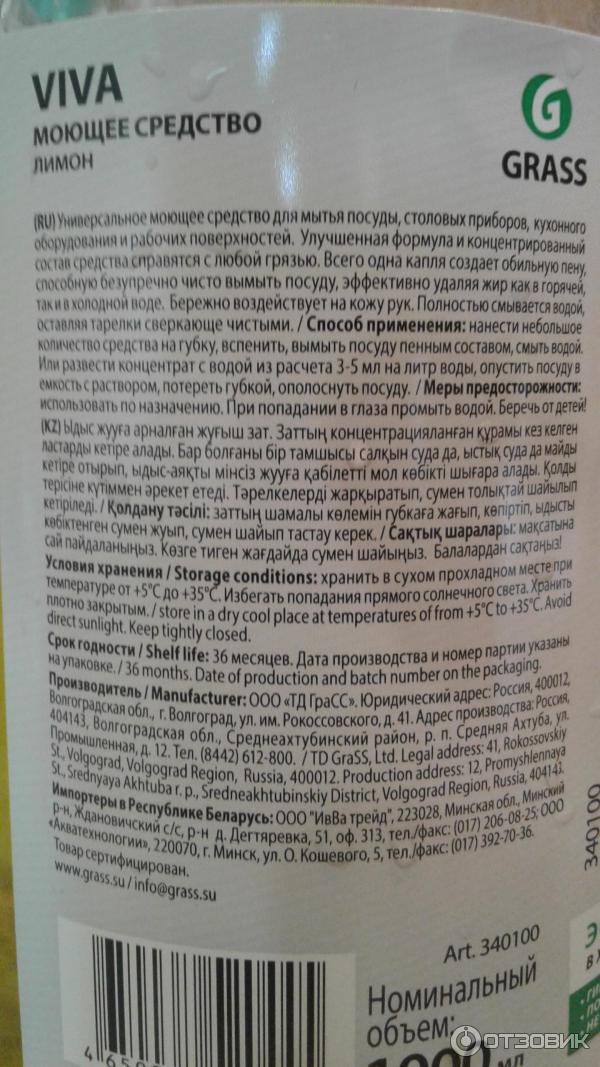 VIVA
МОЮЩЕЕ СРЕДСТВО
ЛИМОН
G
GRASS
(RU) Универсальное моющее средство для мытья посуды, столовых приборов, кухонного
оборудования и рабочих поверхностей. Улучшенная формула и концентрированный
состав средства справятся с любой грязью. Всего одна капля создает обильную пену,
способную безупречно чисто вымыть посуду, эффективно удаляя жир как в горячей,
так и в холодной воде. Бережно воздействует на кожу рук. Полностью смывается водой,
оставляя тарелки сверкающе чистыми. / Способ применения: нанести небольшое
количество средства на губку, вспенить, вымыть посуду пенным составом, смыть водой.
Или развести концентрат с водой из расчета 3-5 мл на литр воды, опустить посуду в
емкость с раствором, потереть губкой, ополоснуть посуду. / Меры предосторожности:
использовать по назначению. При попадании в глаза промыть водой. Беречь от детей!
(KZ) Ыдыс жууға арналған жуғыш зат. Заттың концентрацияланған құрамы кез келген
ластарды кетіре алады. Бар болғаны бір тамшысы салқын суда да, ыстық суда да майды
кетіре отырып, ыдыс-аяқты мінсіз жууға қабілетті мол көбікті шығара алады. Қолды
терісіне күтіммен әрекет етеді. Тәрелкелерді жарқыратып, сумен толықтай шайылып
кетіріледі. / Қолдану тәсілі: заттың шамалы көлемін губкаға жағып, көпіртіп, ыдысты
көбіктенген сумен жуып, сумен шайып тастау керек. / Сақтық шаралары: мақсатына
сай пайдаланыңыз. Көзге тиген жағдайда сумен шайыңыз. Балалардан сақтаңыз!
Условия хранения / Storage conditions: хранить в сухом прохладном месте при
температуре от +5°С до +35°С. Избегать попадания прямого солнечного света. Хранить
плотно закрытым. / store in a dry cool place at temperatures of from +5°C to +35°C. Avoid
direct sunlight. Keep tightly closed.
Срок годности / Shelf life: 36 месяцев. Дата производства и номер партии указаны
на упаковке. / 36 months. Date of production and batch number on the packaging.
Производитель / Manufacturer: ООО «ТД ГраСС». Юридический адрес: Россия, 400012,
Волгоградская обл., г. Волгоград, ул. им. Рокоссовского, д. 41. Адрес производства: Россия,
404143, Волгоградская обл., Среднеахтубинский район, р. п. Средняя Ахтуба, ул.
Промышленная, д. 12. Тел. (8442) 612-800. / TD GraSS, Ltd. Legal address: 41, Rokossovskiy
St., Volgograd, Volgograd Region, Russia, 400012. Production address: 12, Promyshlennaya
St., Srednyaya Akhtuba r. p., Sredneakhtubinskiy District, Volgograd Region, Russia, 404143.
Импортеры в Республике Беларусь: ООО "ИвВа трейд", 223028, Минская обл., Минский
р-н, Ждановичский с/с, р-н д. Дегтяревка, 51, оф. 313, тел./факс: (017) 206-08-25; ООО
«Акватехнологии», 220070, г. Минск, ул. О. Кошевого, 5, тел./факс: (017) 392-70-36.
Товар сертифицирован.
www.grass.su / info@grass.su
340100
Art. 340100
Номинальный
объем:
мл
ОТЗОВИК